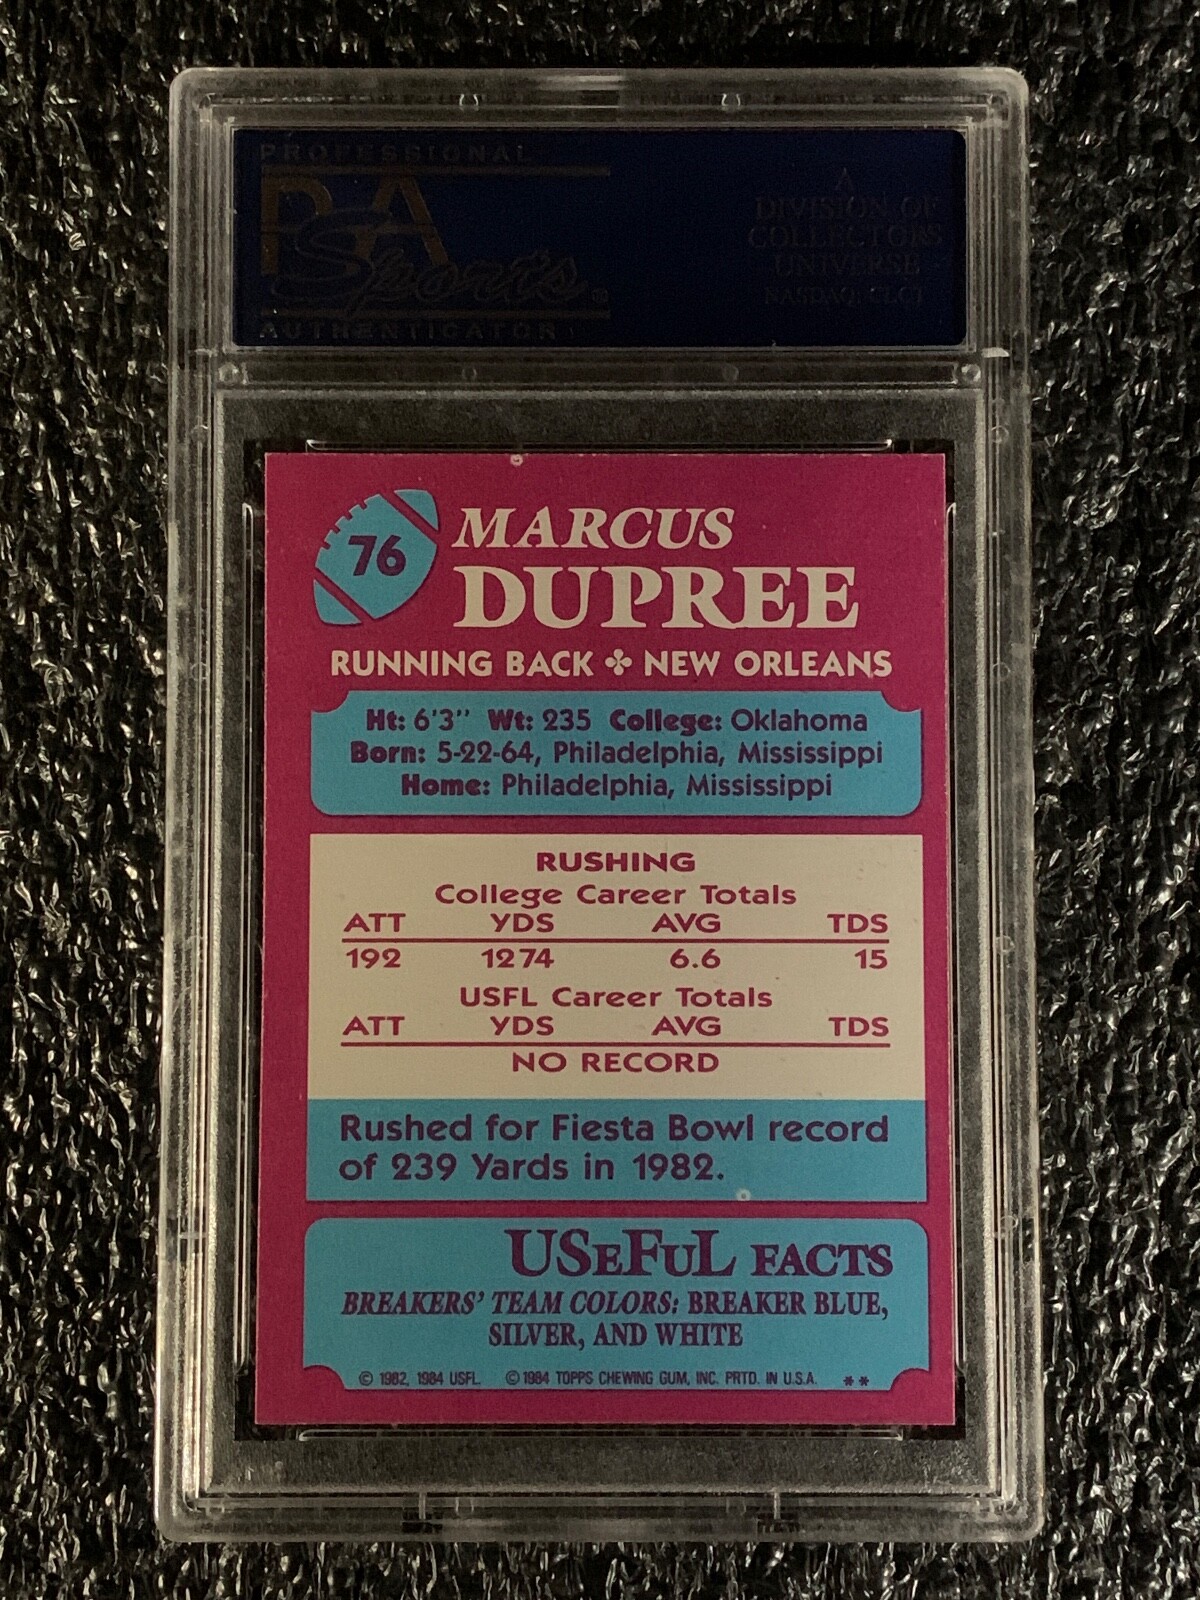 PROFESSIONAL
PSA
Sports
AUTHENTICATOR
A
DIVISION OF
COLLECTORS
UNIVERSE
NASDAQ: CLCT
76
MARCUS
DUPREE
RUNNING BACK ✤ NEW ORLEANS
Ht: 6'3" Wt: 235 College: Oklahoma
Born: 5-22-64, Philadelphia, Mississippi
Home: Philadelphia, Mississippi
RUSHING
College Career Totals
ATT YDS AVG TDS
192 1274 6.6 15
USFL Career Totals
ATT YDS AVG TDS
NO RECORD
Rushed for Fiesta Bowl record
of 239 Yards in 1982.
USeFuL FACTS
BREAKERS' TEAM COLORS: BREAKER BLUE,
SILVER, AND WHITE
© 1982, 1984 USFL © 1984 TOPPS CHEWING GUM, INC. PRTD. IN U.S.A. **